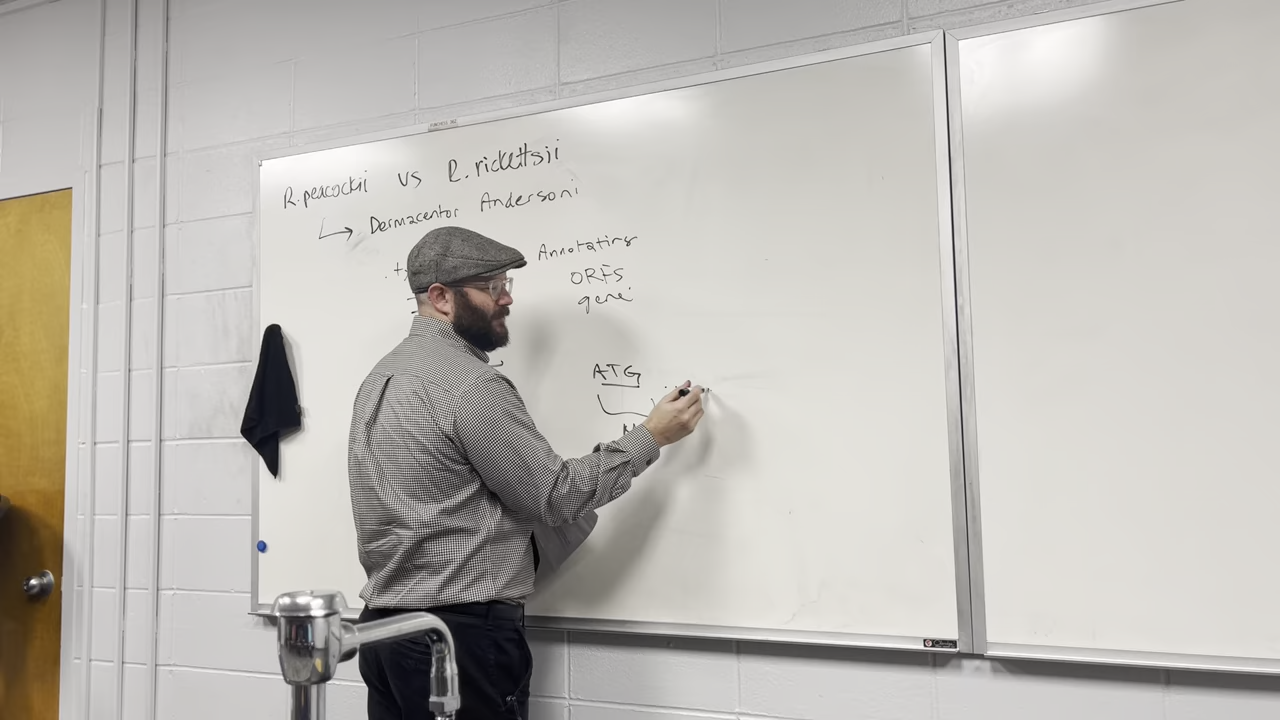 R. peacockii vs R. rickettsii
Dermacentor Andersoni
Annotating
ORFs
gene
ATG
M